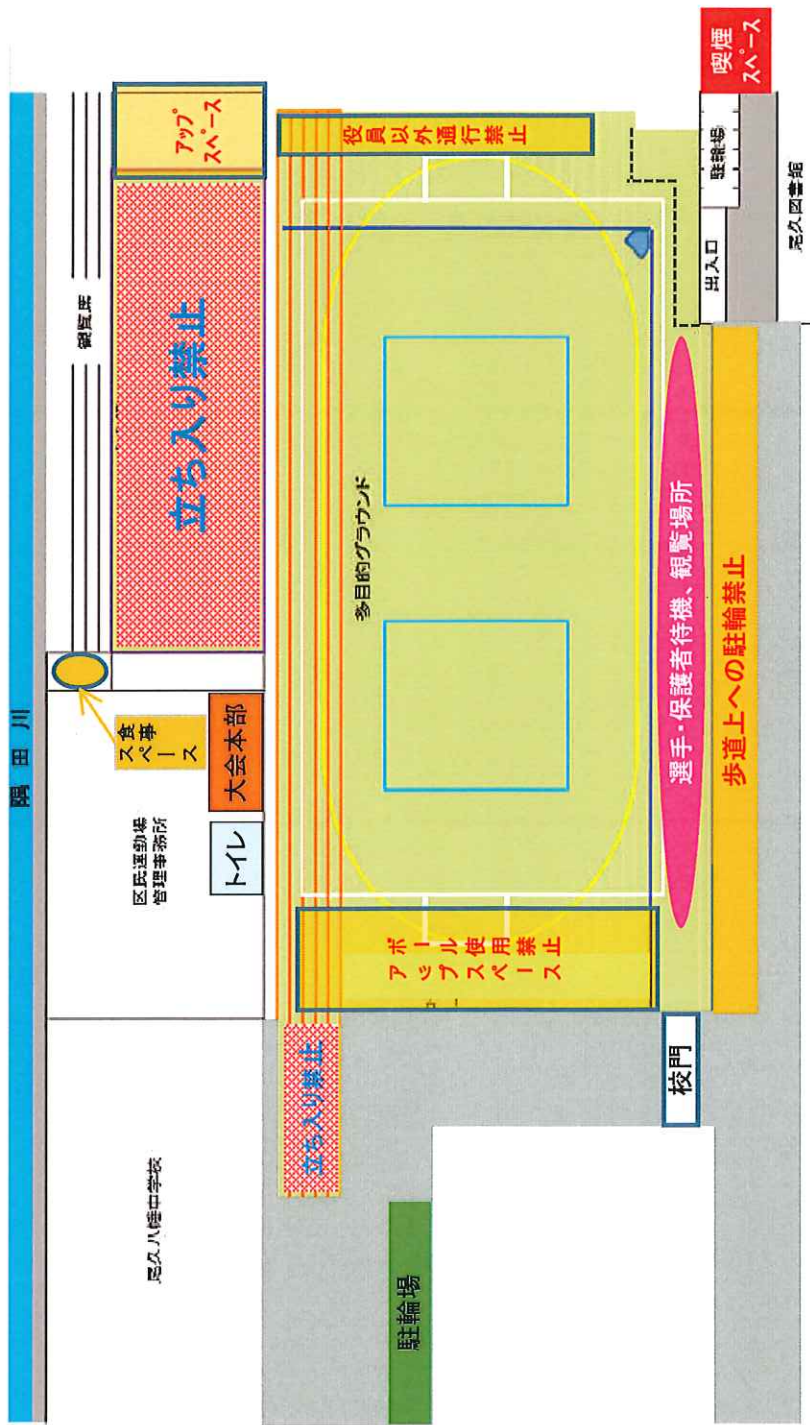 隅田川
観覧席
アップ
スペース
立ち入り禁止
食事
スペース
区民運動場
管理事務所
大会本部
トイレ
尾久八幡中学校
役員以外通行禁止
多目的グラウンド
ボール使用禁止
アップスペース
立ち入り禁止
選手・保護者待機、観覧場所
歩道上への駐輪禁止
校門
駐輪場
喫煙
スペース
駐輪場
出入口
尾久図書館